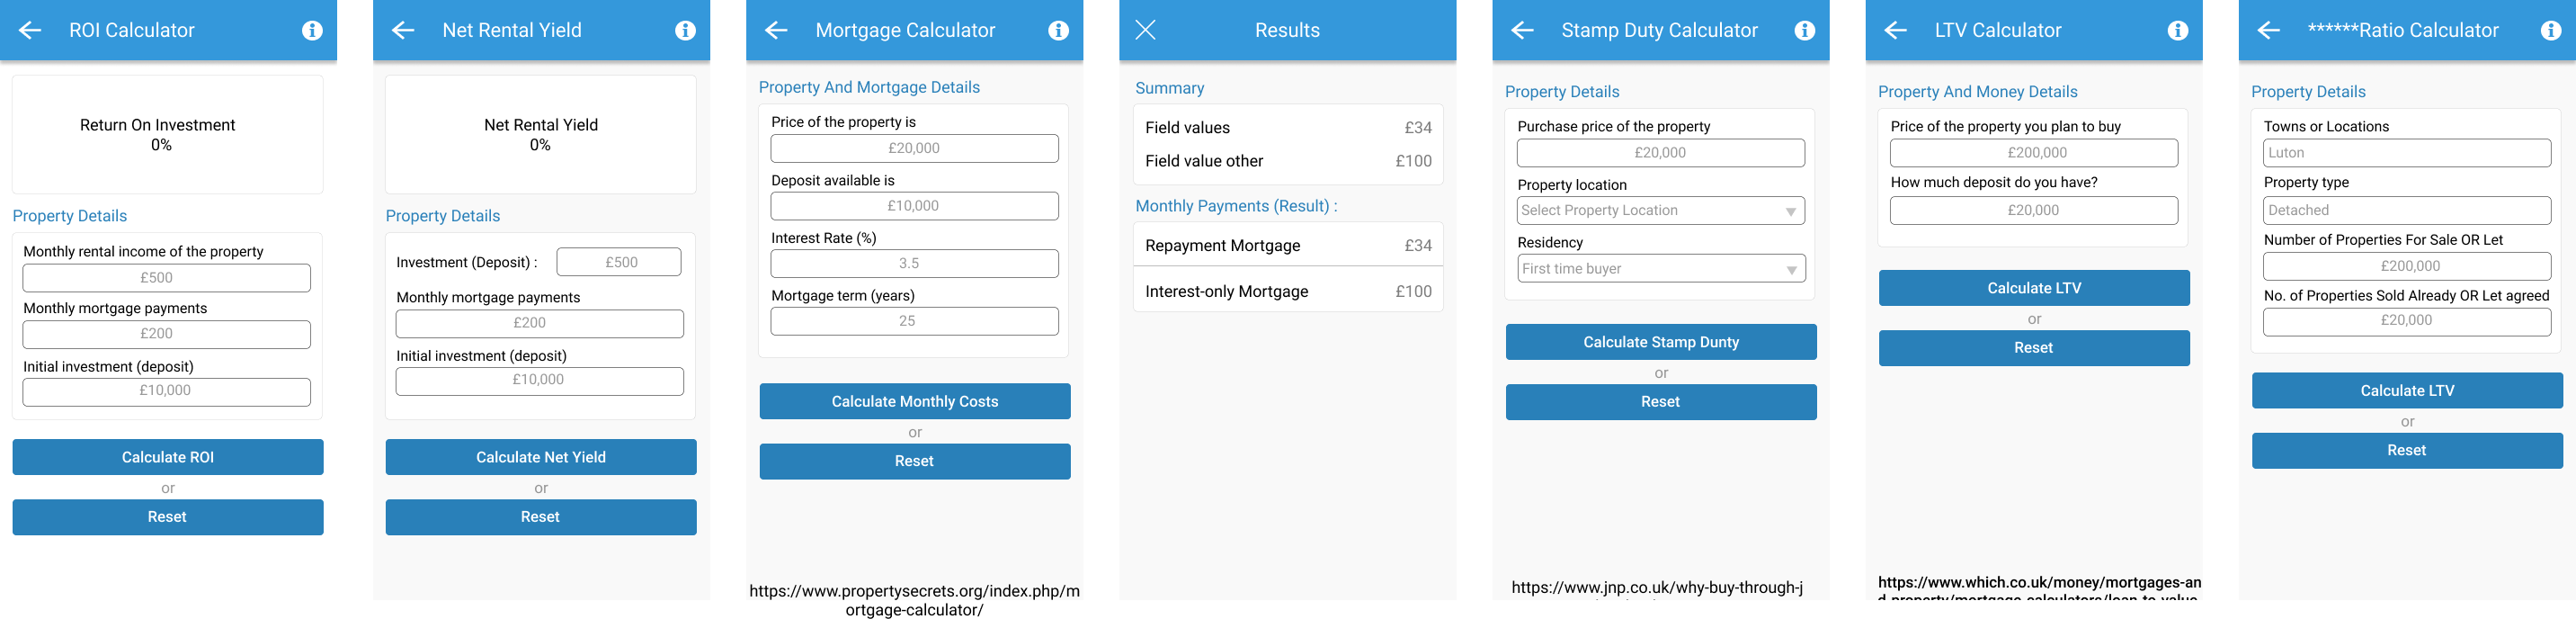 ROI Calculator
Return On Investment
0%
Property Details
Monthly rental income of the property
£500
Monthly mortgage payments
£200
Initial investment (deposit)
£10,000
Calculate ROI
or
Reset
Net Rental Yield
Net Rental Yield
0%
Property Details
Investment (Deposit) : £500
Monthly mortgage payments
£200
Initial investment (deposit)
£10,000
Calculate Net Yield
or
Reset
Mortgage Calculator
Property And Mortgage Details
Price of the property is
£20,000
Deposit available is
£10,000
Interest Rate (%)
3.5
Mortgage term (years)
25
Calculate Monthly Costs
or
Reset
https://www.propertysecrets.org/index.php/m
ortgage-calculator/
Results
Summary
Field values £34
Field value other £100
Monthly Payments (Result) :
Repayment Mortgage £34
Interest-only Mortgage £100
Stamp Duty Calculator
Property Details
Purchase price of the property
£20,000
Property location
Select Property Location
Residency
First time buyer
Calculate Stamp Dunty
or
Reset
https://www.jnp.co.uk/why-buy-through-j
LTV Calculator
Property And Money Details
Price of the property you plan to buy
£200,000
How much deposit do you have?
£20,000
Calculate LTV
or
Reset
https://www.which.co.uk/money/mortgages-an
d-property/mortgage-calculators/loan-to-value
******Ratio Calculator
Property Details
Towns or Locations
Luton
Property type
Detached
Number of Properties For Sale OR Let
£200,000
No. of Properties Sold Already OR Let agreed
£20,000
Calculate LTV
or
Reset